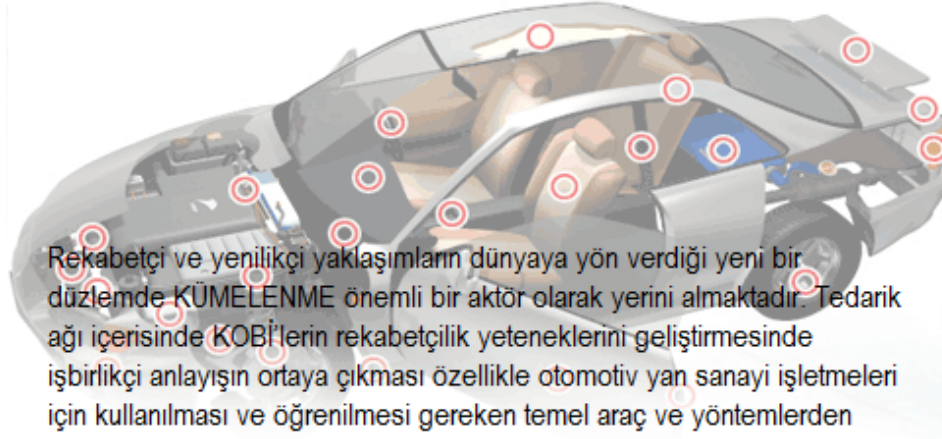 Rekabetçi ve yenilikçi yaklaşımların dünyaya yön verdiği yeni bir
düzlemde KÜMELENME önemli bir aktör olarak yerini almaktadır. Tedarik
ağı içerisinde KOBİ'lerin rekabetçilik yeteneklerini geliştirmesinde
işbirlikçi anlayışın ortaya çıkması özellikle otomotiv yan sanayi işletmeleri
için kullanılması ve öğrenilmesi gereken temel araç ve yöntemlerden